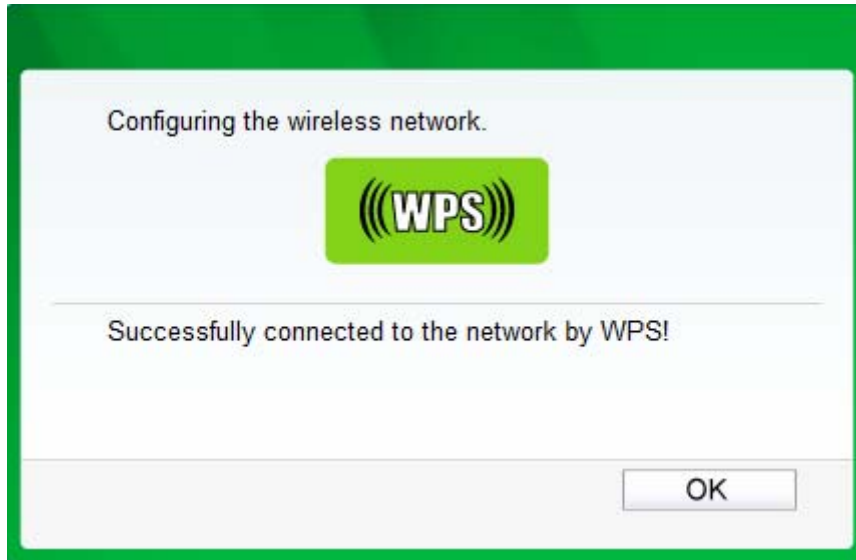 Configuring the wireless network.
WPS
Successfully connected to the network by WPS!
OK